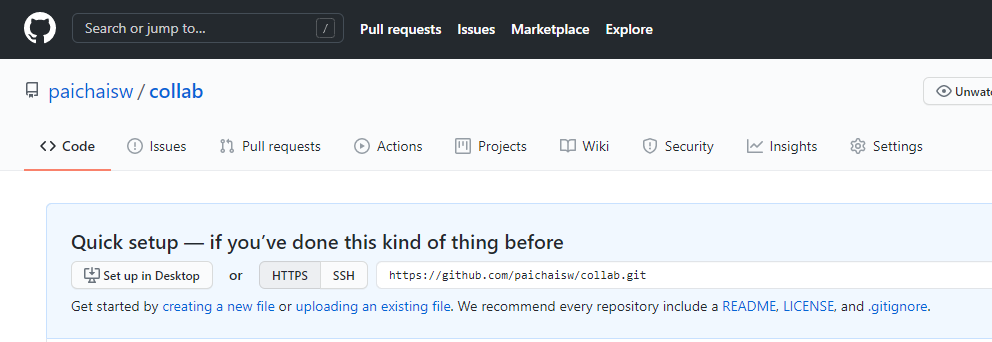 Search or jump to... /
Pull requests Issues Marketplace Explore
paichaisw / collab
Unwatc
Code Issues Pull requests Actions Projects Wiki Security Insights Settings
Quick setup — if you’ve done this kind of thing before
Set up in Desktop or HTTPS SSH https://github.com/paichaisw/collab.git
Get started by creating a new file or uploading an existing file. We recommend every repository include a README, LICENSE, and .gitignore.